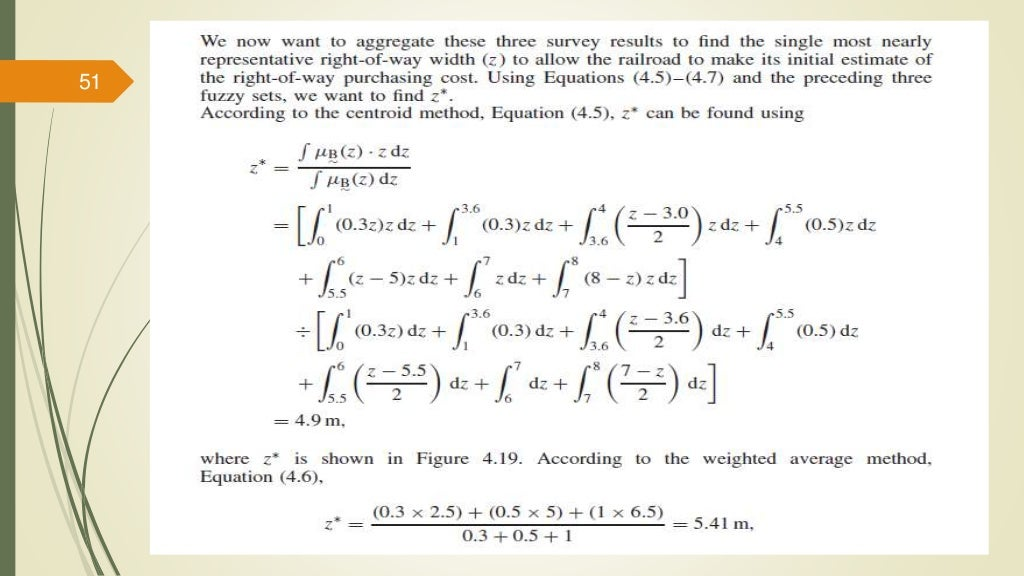 51
We now want to aggregate these three survey results to find the single most nearly
representative right-of-way width (z) to allow the railroad to make its initial estimate of
the right-of-way purchasing cost. Using Equations (4.5)–(4.7) and the preceding three
fuzzy sets, we want to find z*.
According to the centroid method, Equation (4.5), z* can be found using
z* = ∫ μB̰(z) · z dz / ∫ μB̰(z) dz
= [∫₀¹ (0.3z)z dz + ∫₁^3.6 (0.3)z dz + ∫_3.6^4 ((z − 3.0)/2) z dz + ∫_4^5.5 (0.5)z dz
+ ∫_5.5^6 (z − 5)z dz + ∫_6^7 z dz + ∫_7^8 (8 − z) z dz]
÷ [∫₀¹ (0.3z) dz + ∫₁^3.6 (0.3) dz + ∫_3.6^4 ((z − 3.6)/2) dz + ∫_4^5.5 (0.5) dz
+ ∫_5.5^6 ((z − 5.5)/2) dz + ∫_6^7 dz + ∫_7^8 ((7 − z)/2) dz]
= 4.9 m,
where z* is shown in Figure 4.19. According to the weighted average method,
Equation (4.6),
z* = ((0.3 × 2.5) + (0.5 × 5) + (1 × 6.5)) / (0.3 + 0.5 + 1) = 5.41 m,